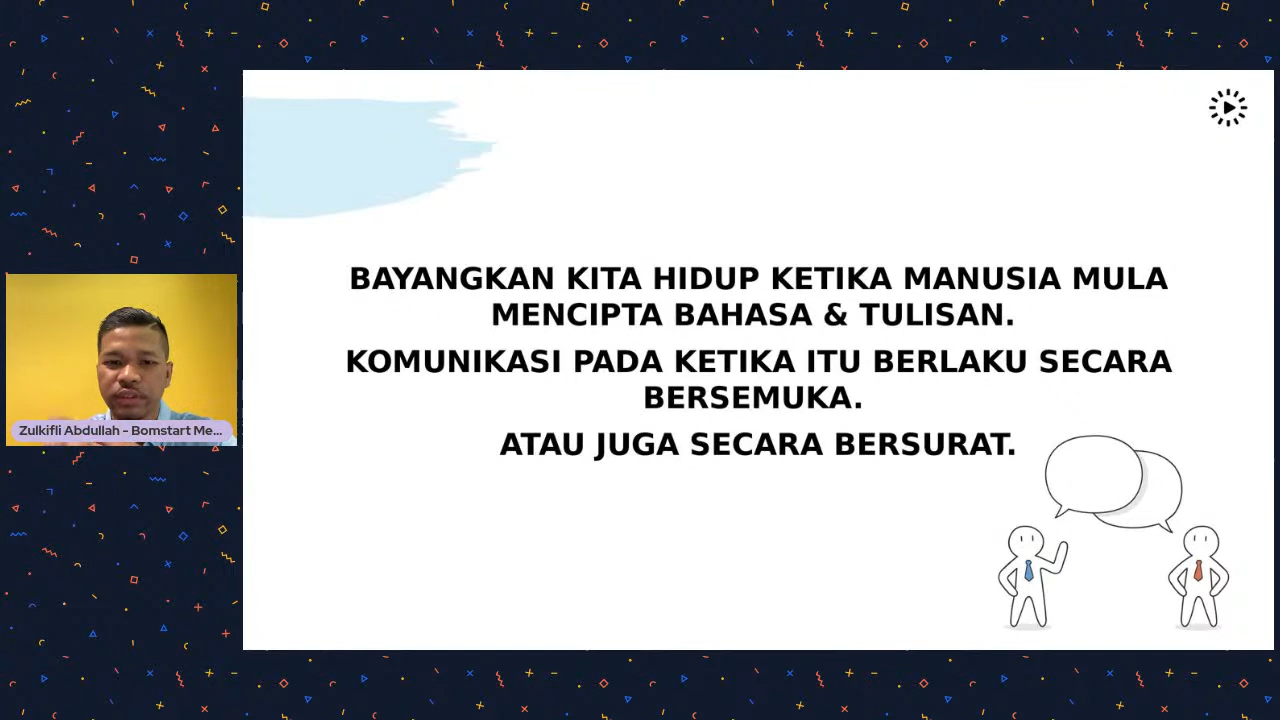 BAYANGKAN KITA HIDUP KETIKA MANUSIA MULA
MENCIPTA BAHASA & TULISAN.
KOMUNIKASI PADA KETIKA ITU BERLAKU SECARA
BERSEMUKA.
ATAU JUGA SECARA BERSURAT.
Zulkifli Abdullah - Bomstart Me...